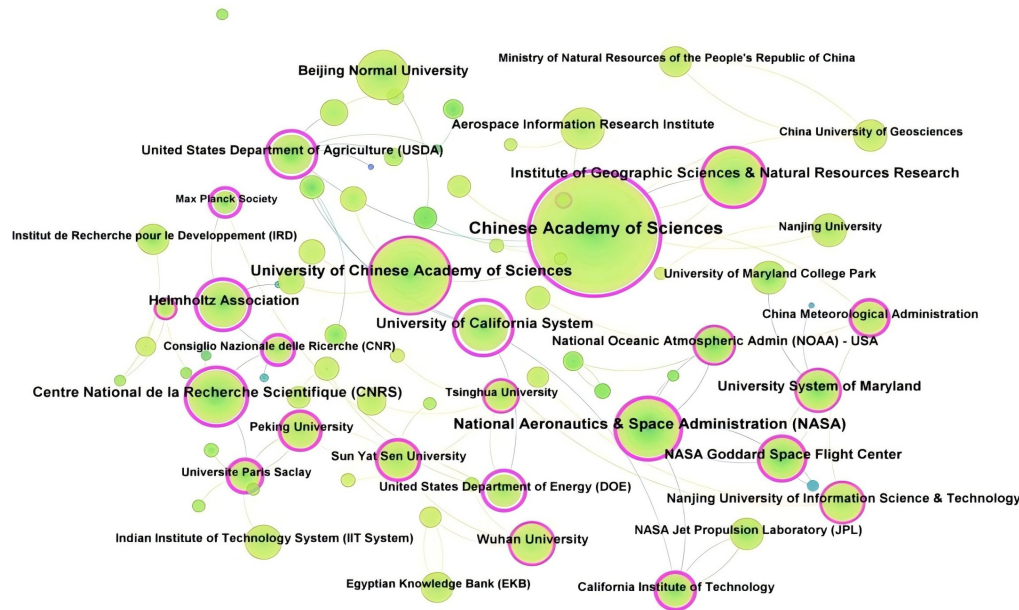 Ministry of Natural Resources of the People's Republic of China
Beijing Normal University
Aerospace Information Research Institute
China University of Geosciences
United States Department of Agriculture (USDA)
Institute of Geographic Sciences & Natural Resources Research
Max Planck Society
Chinese Academy of Sciences
Nanjing University
Institut de Recherche pour le Developpement (IRD)
University of Chinese Academy of Sciences
University of Maryland College Park
Helmholtz Association
China Meteorological Administration
University of California System
National Oceanic Atmospheric Admin (NOAA) - USA
Consiglio Nazionale delle Ricerche (CNR)
University System of Maryland
Centre National de la Recherche Scientifique (CNRS)
Tsinghua University
National Aeronautics & Space Administration (NASA)
Peking University
Sun Yat Sen University
NASA Goddard Space Flight Center
Universite Paris Saclay
United States Department of Energy (DOE)
Nanjing University of Information Science & Technology
NASA Jet Propulsion Laboratory (JPL)
Indian Institute of Technology System (IIT System)
Wuhan University
Egyptian Knowledge Bank (EKB)
California Institute of Technology